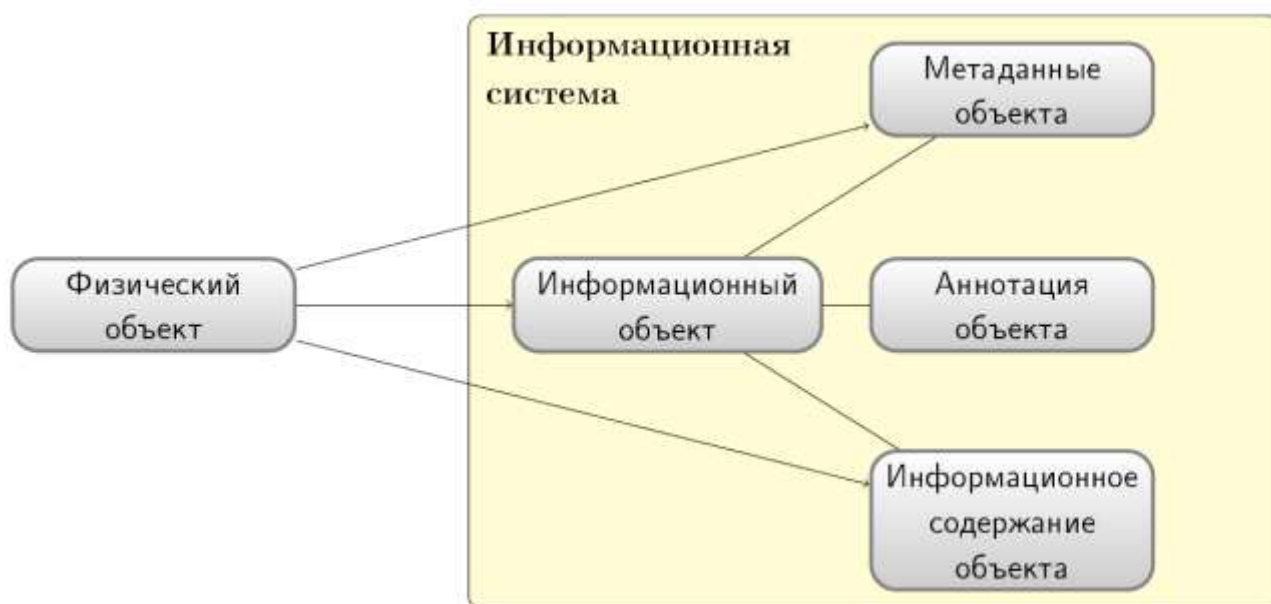 Информационная
система
Метаданные
объекта
Физический
объект
Информационный
объект
Аннотация
объекта
Информационное
содержание
объекта